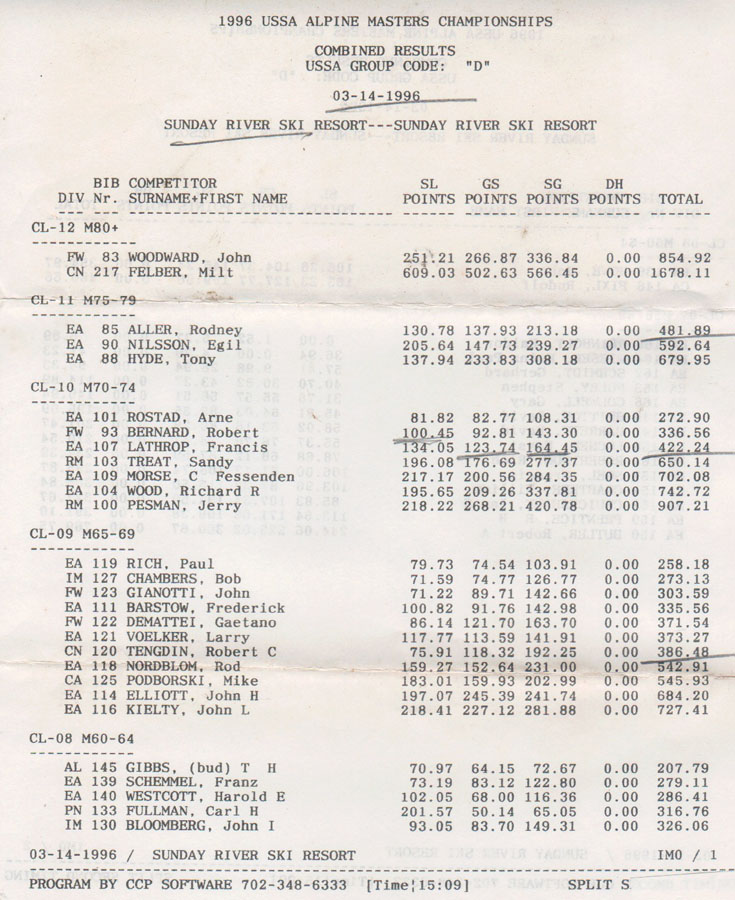 1996 USSA ALPINE MASTERS CHAMPIONSHIPS
COMBINED RESULTS
USSA GROUP CODE: "D"
03-14-1996
SUNDAY RIVER SKI RESORT---SUNDAY RIVER SKI RESORT
BIB COMPETITOR SL GS SG DH
DIV Nr. SURNAME+FIRST NAME POINTS POINTS POINTS POINTS TOTAL
CL-12 M80+
FW 83 WOODWARD, John 251.21 266.87 336.84 0.00 854.92
CN 217 FELBER, Milt 609.03 502.63 566.45 0.00 1678.11
CL-11 M75-79
EA 85 ALLER, Rodney 130.78 137.93 213.18 0.00 481.89
EA 90 NILSSON, Egil 205.64 147.73 239.27 0.00 592.64
EA 88 HYDE, Tony 137.94 233.83 308.18 0.00 679.95
CL-10 M70-74
EA 101 ROSTAD, Arne 81.82 82.77 108.31 0.00 272.90
FW 93 BERNARD, Robert 100.45 92.81 143.30 0.00 336.56
EA 107 LATHROP, Francis 134.05 123.74 164.45 0.00 422.24
RM 103 TREAT, Sandy 196.08 176.69 277.37 0.00 650.14
EA 109 MORSE, C Fessenden 217.17 200.56 284.35 0.00 702.08
EA 104 WOOD, Richard R 195.65 209.26 337.81 0.00 742.72
RM 100 PESMAN, Jerry 218.22 268.21 420.78 0.00 907.21
CL-09 M65-69
EA 119 RICH, Paul 79.73 74.54 103.91 0.00 258.18
IM 127 CHAMBERS, Bob 71.59 74.77 126.77 0.00 273.13
FW 123 GIANOTTI, John 71.22 89.71 142.66 0.00 303.59
EA 111 BARSTOW, Frederick 100.82 91.76 142.98 0.00 335.56
FW 122 DEMATTEI, Gaetano 86.14 121.70 163.70 0.00 371.54
EA 121 VOELKER, Larry 117.77 113.59 141.91 0.00 373.27
CN 120 TENGDIN, Robert C 75.91 118.32 192.25 0.00 386.48
EA 118 NORDBLOM, Rod 159.27 152.64 231.00 0.00 542.91
CA 125 PODBORSKI, Mike 183.01 159.93 202.99 0.00 545.93
EA 114 ELLIOTT, John H 197.07 245.39 241.74 0.00 684.20
EA 116 KIELTY, John L 218.41 227.12 281.88 0.00 727.41
CL-08 M60-64
AL 145 GIBBS, (bud) T H 70.97 64.15 72.67 0.00 207.79
EA 139 SCHEMMEL, Franz 73.19 83.12 122.80 0.00 279.11
EA 140 WESTCOTT, Harold E 102.05 68.00 116.36 0.00 286.41
PN 133 FULLMAN, Carl H 201.57 50.14 65.05 0.00 316.76
IM 130 BLOOMBERG, John I 93.05 83.70 149.31 0.00 326.06
03-14-1996 / SUNDAY RIVER SKI RESORT IM0 / 1
PROGRAM BY CCP SOFTWARE 702-348-6333 [Time¦15:09] SPLIT S